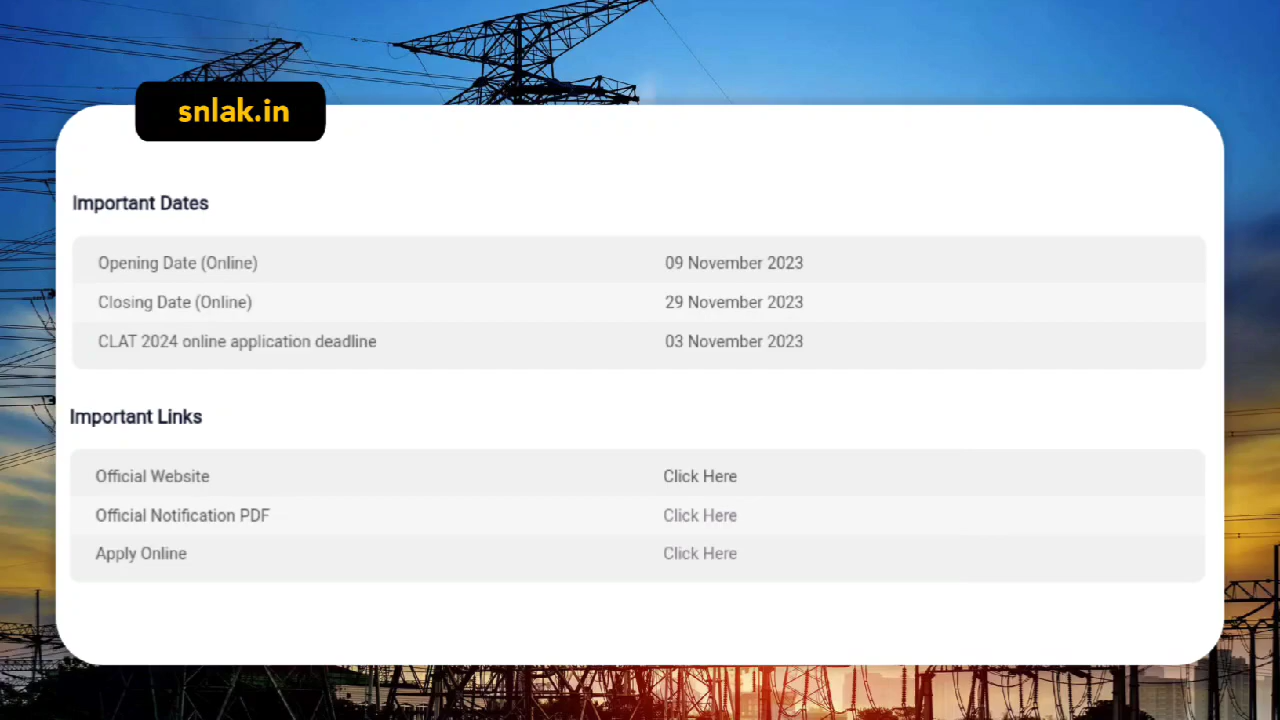 snlak.in
Important Dates
Opening Date (Online) 09 November 2023
Closing Date (Online) 29 November 2023
CLAT 2024 online application deadline 03 November 2023
Important Links
Official Website Click Here
Official Notification PDF Click Here
Apply Online Click Here